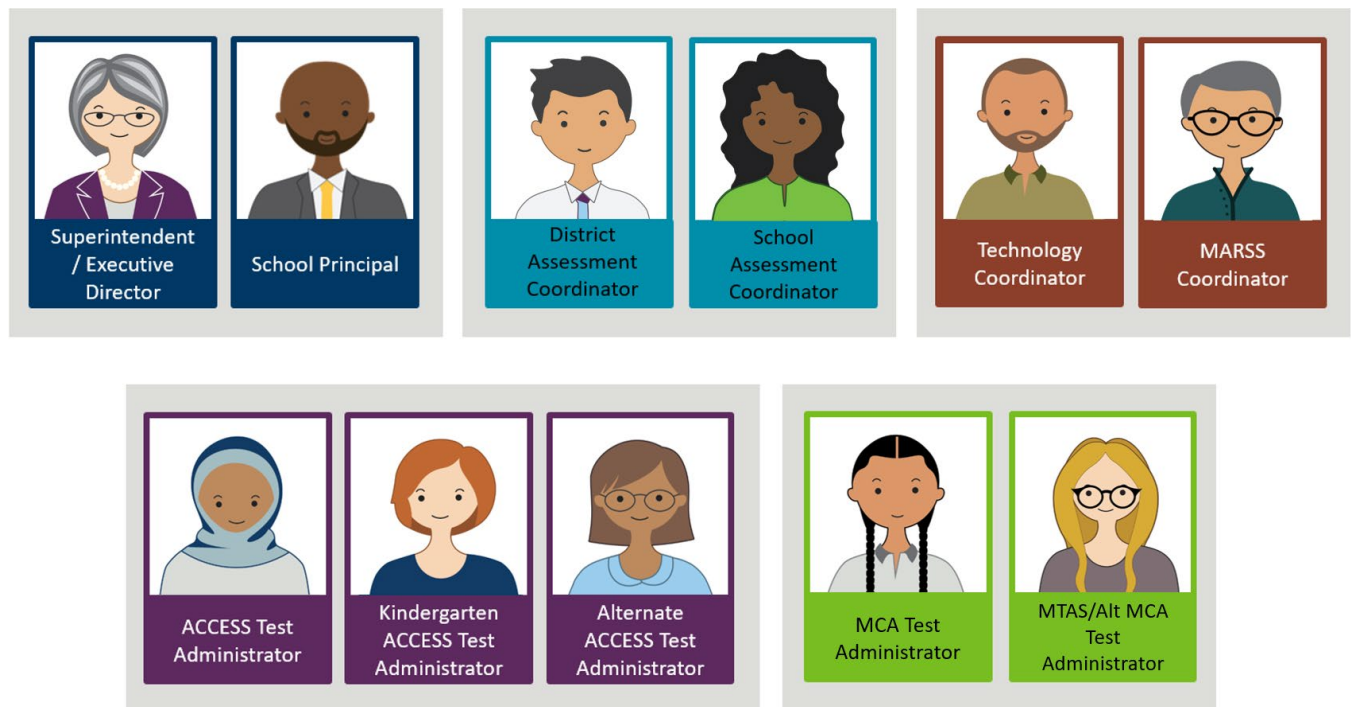 Superintendent
/ Executive
Director
School Principal
District
Assessment
Coordinator
School
Assessment
Coordinator
Technology
Coordinator
MARSS
Coordinator
ACCESS Test
Administrator
Kindergarten
ACCESS Test
Administrator
Alternate
ACCESS Test
Administrator
MCA Test
Administrator
MTAS/Alt MCA
Test
Administrator